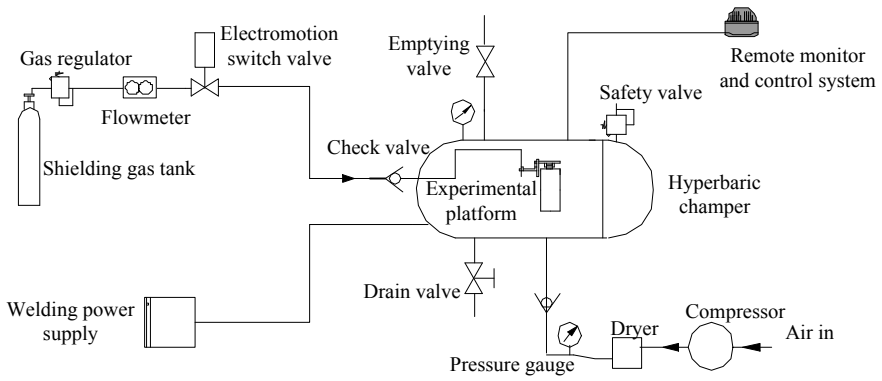 Gas regulator
Electromotion
switch valve
Flowmeter
Shielding gas tank
Emptying
valve
Remote monitor
and control system
Safety valve
Check valve
Experimental
platform
Hyperbaric
champer
Drain valve
Welding power
supply
Pressure gauge
Dryer
Compressor
Air in